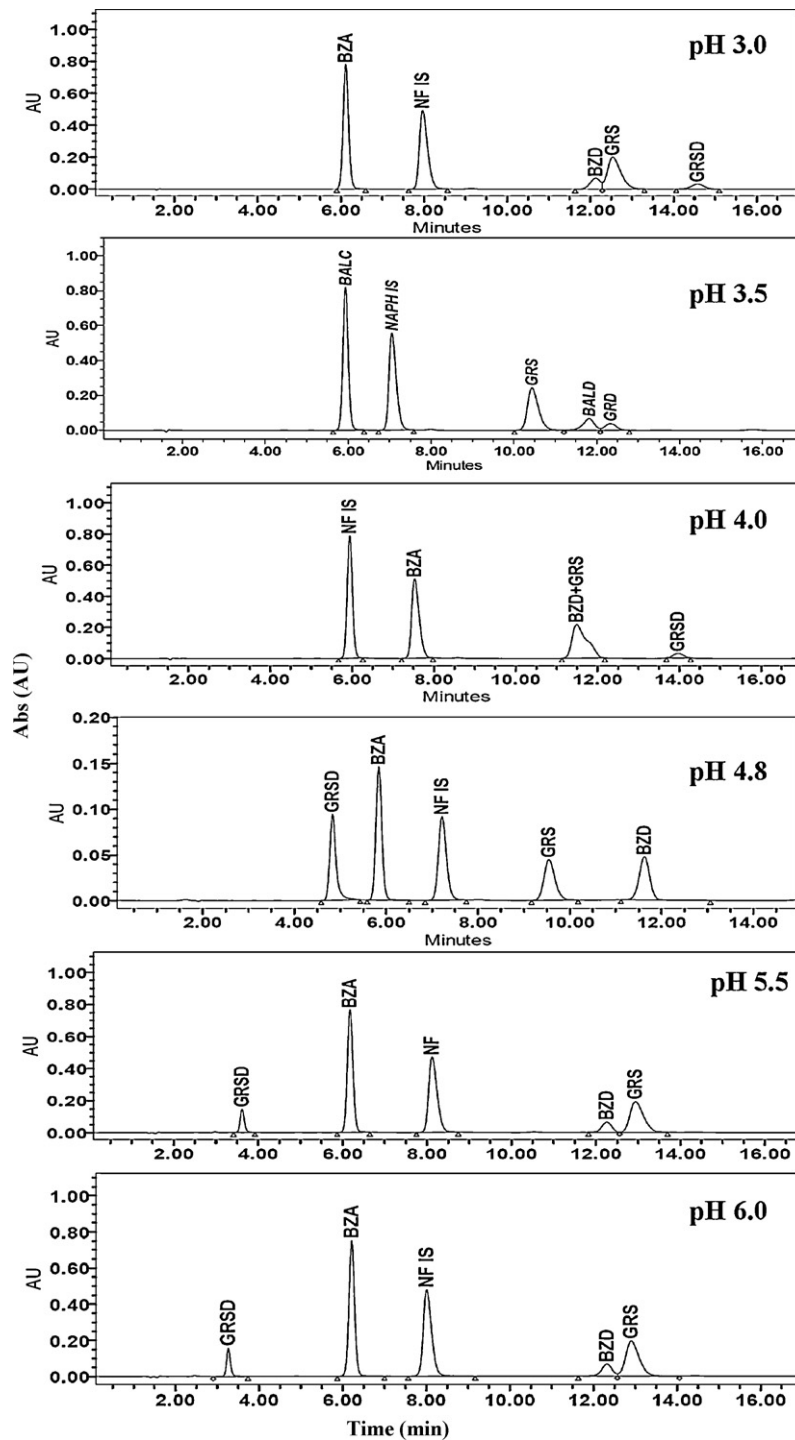 pH 3.0
1.00
0.80
0.60
0.40
0.20
0.00
AU
BZA
NF IS
BZD
GRS
GRSD
2.00 4.00 6.00 8.00 10.00 12.00 14.00 16.00
Minutes
pH 3.5
1.00
0.80
0.60
0.40
0.20
0.00
AU
BALC
NAPH IS
GRS
BALD
GRD
2.00 4.00 6.00 8.00 10.00 12.00 14.00 16.00
Minutes
pH 4.0
1.00
0.80
0.60
0.40
0.20
0.00
AU
NF IS
BZA
BZD+GRS
GRSD
2.00 4.00 6.00 8.00 10.00 12.00 14.00 16.00
Minutes
Abs (AU)
pH 4.8
0.20
0.15
0.10
0.05
0.00
AU
GRSD
BZA
NF IS
GRS
BZD
2.00 4.00 6.00 8.00 10.00 12.00 14.00
Minutes
pH 5.5
1.00
0.80
0.60
0.40
0.20
0.00
AU
GRSD
BZA
NF
BZD
GRS
2.00 4.00 6.00 8.00 10.00 12.00 14.00 16.00
pH 6.0
1.00
0.80
0.60
0.40
0.20
0.00
AU
GRSD
BZA
NF IS
BZD
GRS
2.00 4.00 6.00 8.00 10.00 12.00 14.00 16.00
Time (min)